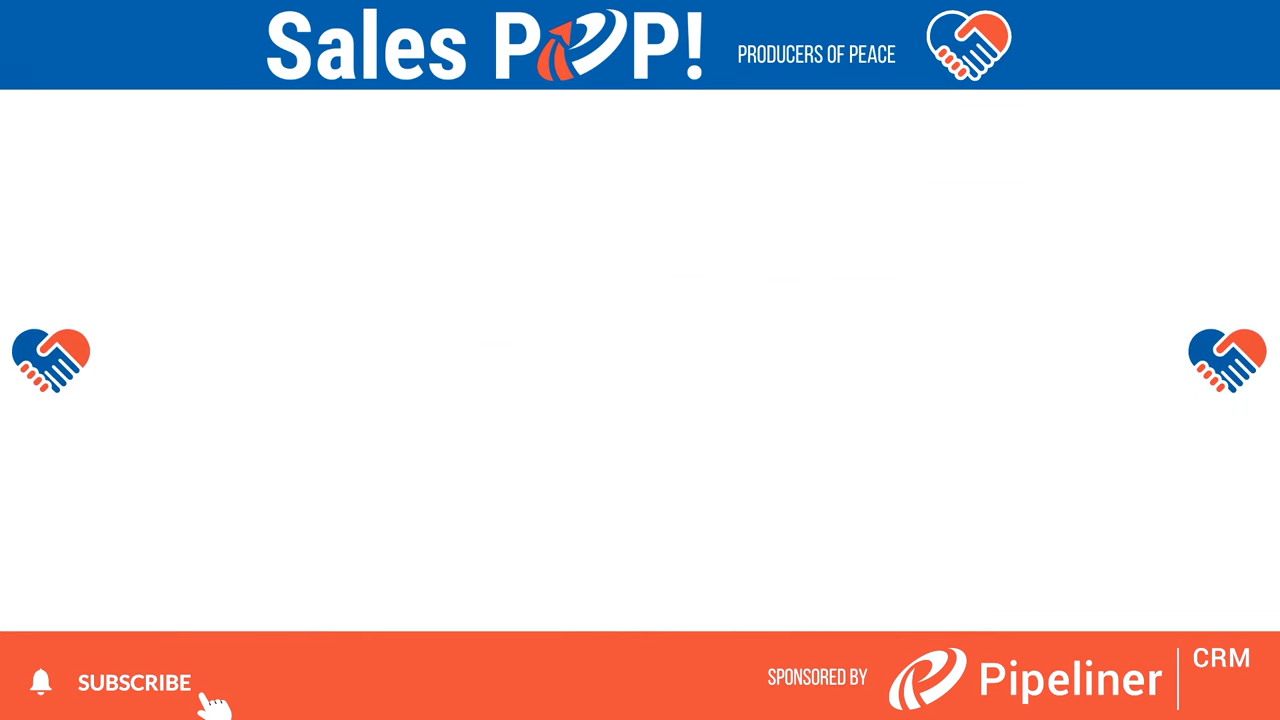 Sales POP!
PRODUCERS OF PEACE
SUBSCRIBE
SPONSORED BY
Pipeliner
CRM